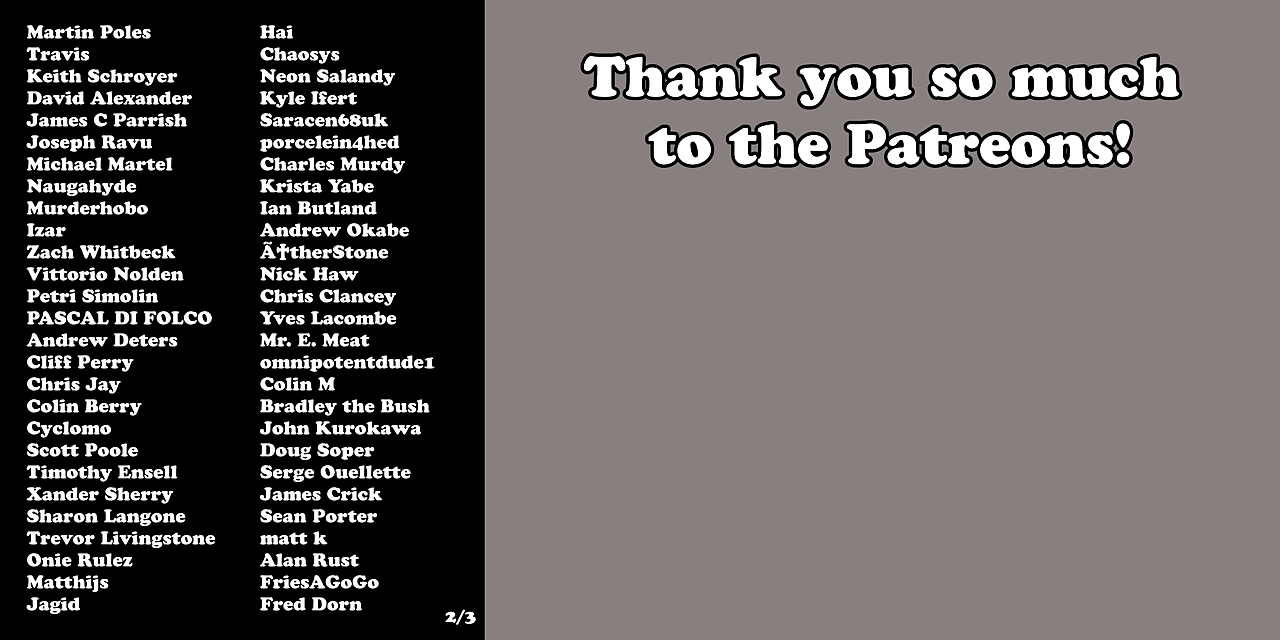 Martin Poles
Travis
Keith Schroyer
David Alexander
James C Parrish
Joseph Ravu
Michael Martel
Naugahyde
Murderhobo
Izar
Zach Whitbeck
Vittorio Nolden
Petri Simolin
PASCAL DI FOLCO
Andrew Deters
Cliff Perry
Chris Jay
Colin Berry
Cyclomo
Scott Poole
Timothy Ensell
Xander Sherry
Sharon Langone
Trevor Livingstone
Onie Rulez
Matthijs
Jagid
Hai
Chaosys
Neon Salandy
Kyle Ifert
Saracen68uk
porcelein4hed
Charles Murdy
Krista Yabe
Ian Butland
Andrew Okabe
Ã†therStone
Nick Haw
Chris Clancey
Yves Lacombe
Mr. E. Meat
omnipotentdude1
Colin M
Bradley the Bush
John Kurokawa
Doug Soper
Serge Ouellette
James Crick
Sean Porter
matt k
Alan Rust
FriesAGoGo
Fred Dorn
2/3
Thank you so much
to the Patreons!